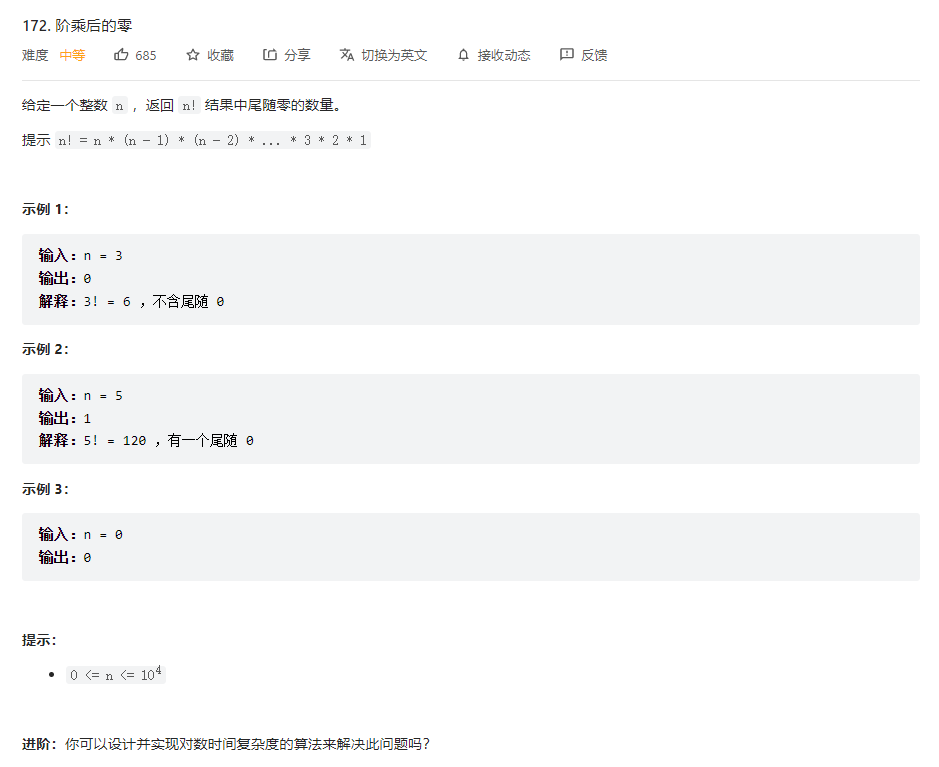 172. 阶乘后的零
难度 中等 685 收藏 分享 切换为英文 接收动态 反馈
给定一个整数 n ，返回 n! 结果中尾随零的数量。
提示 n! = n * (n - 1) * (n - 2) * ... * 3 * 2 * 1
示例 1：
输入：n = 3
输出：0
解释：3! = 6 ，不含尾随 0
示例 2：
输入：n = 5
输出：1
解释：5! = 120 ，有一个尾随 0
示例 3：
输入：n = 0
输出：0
提示：
0 <= n <= 10⁴
进阶：你可以设计并实现对数时间复杂度的算法来解决此问题吗？